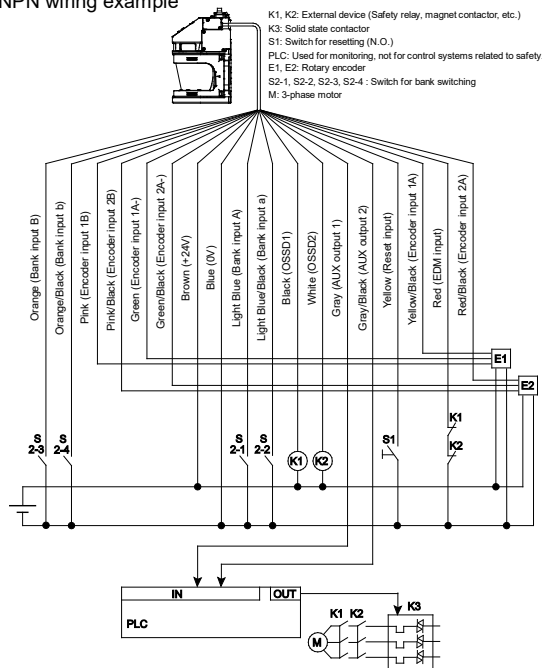 NPN wiring example
K1, K2: External device (Safety relay, magnet contactor, etc.)
K3: Solid state contactor
S1: Switch for resetting (N.O.)
PLC: Used for monitoring, not for control systems related to safety
E1, E2: Rotary encoder
S2-1, S2-2, S2-3, S2-4 : Switch for bank switching
M: 3-phase motor
Orange (Bank input B)
Orange/Black (Bank input b)
Pink (Encoder input 1B)
Pink/Black (Encoder input 2B)
Green (Encoder input 1A-)
Green/Black (Encoder input 2A-)
Brown (+24V)
Blue (0V)
Light Blue (Bank input A)
Light Blue/Black (Bank input a)
Black (OSSD1)
White (OSSD2)
Gray (AUX output 1)
Gray/Black (AUX output 2)
Yellow (Reset input)
Yellow/Black (Encoder input 1A)
Red (EDM input)
Red/Black (Encoder input 2A)
E1
E2
S
2-3
S
2-4
S
2-1
S
2-2
K1
K2
S1
K1
K2
IN
OUT
PLC
K1 K2
K3
M